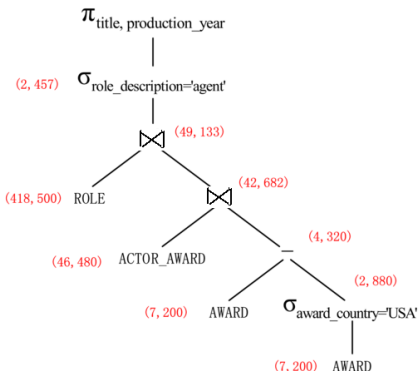 π title, production_year
(2, 457) σ role_description='agent'
⋈ (49, 133)
(418, 500) ROLE
⋈ (42, 682)
(46, 480) ACTOR_AWARD
− (4, 320)
(7, 200) AWARD
(2, 880)
σ award_country='USA'
(7, 200) AWARD